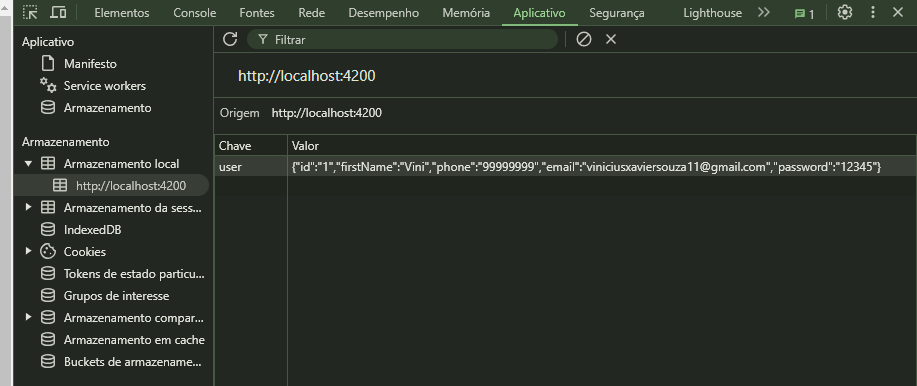 Elementos Console Fontes Rede Desempenho Memória Aplicativo Segurança Lighthouse 1
Aplicativo
Manifesto
Service workers
Armazenamento
Armazenamento
Armazenamento local
http://localhost:4200
Armazenamento da sess...
IndexedDB
Cookies
Tokens de estado particu...
Grupos de interesse
Armazenamento compar...
Armazenamento em cache
Buckets de armazename...
Filtrar
http://localhost:4200
Origem http://localhost:4200
Chave Valor
user {"id":"1","firstName":"Vini","phone":"99999999","email":"viniciusxaviersouza11@gmail.com","password":"12345"}